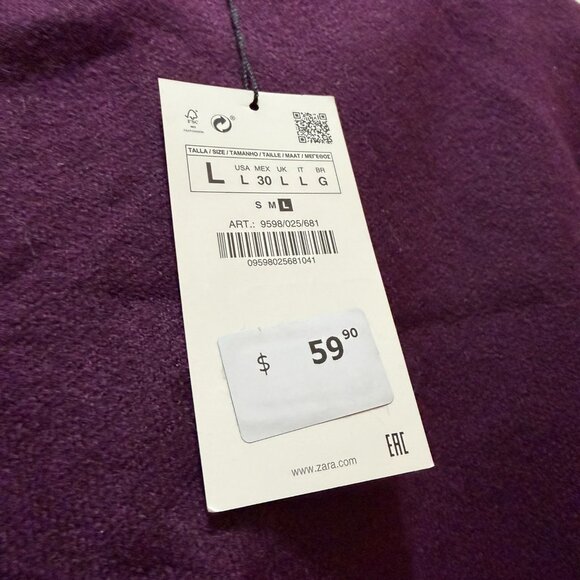 FSC
®
TALLA / SIZE / TAMANHO / TAILLE / MAAT / ΜΕΓΕΘΟΣ
L USA MEX UK IT BR
L 30 L L G
S M L
ART.: 9598/025/681
09598025681041
$ 59 90
EAC
www.zara.com